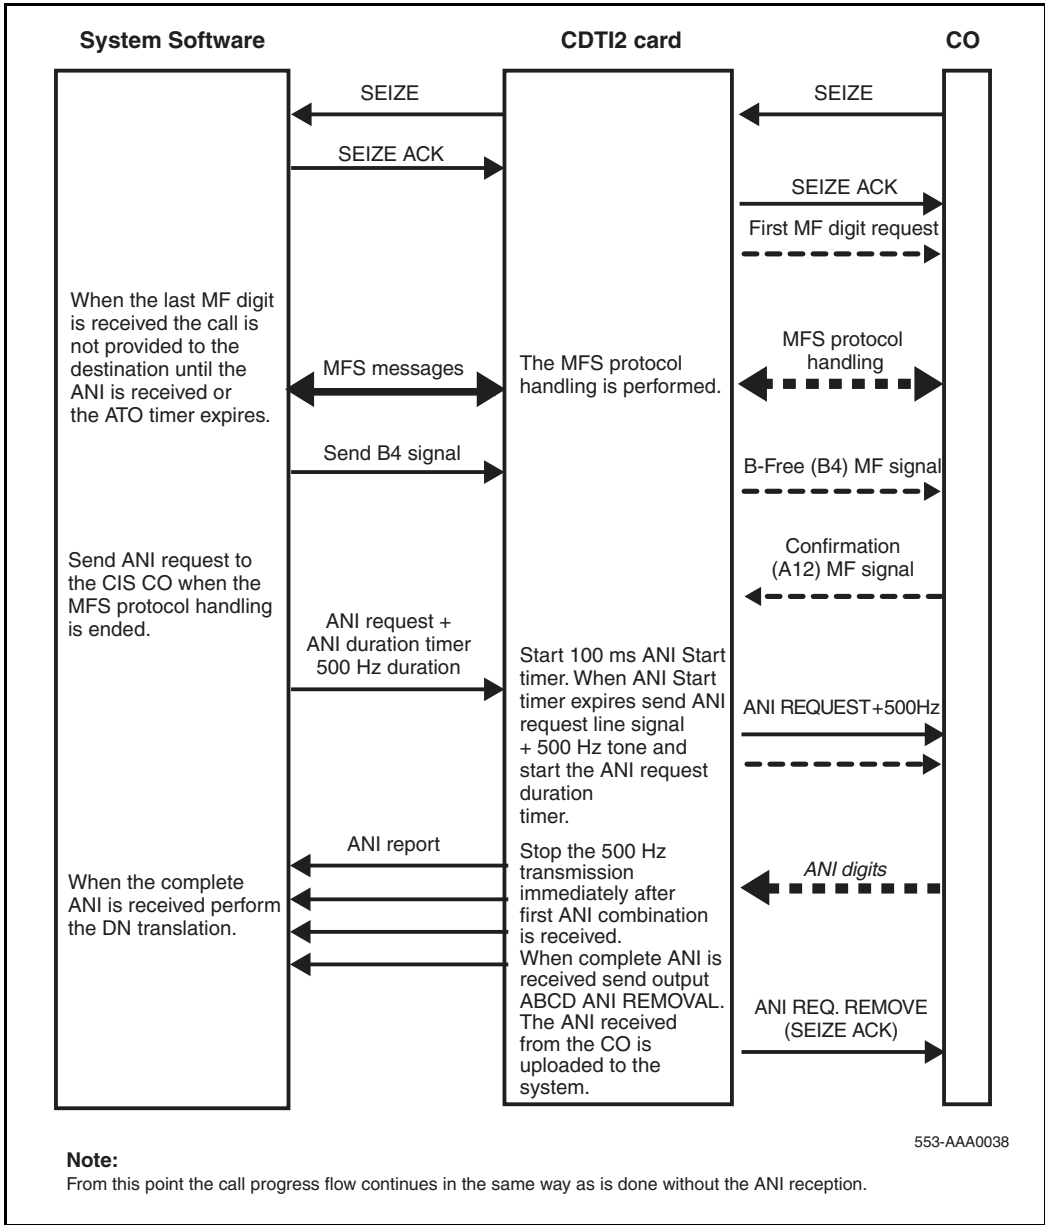 System Software
CDTI2 card
CO
SEIZE
SEIZE
SEIZE ACK
SEIZE ACK
First MF digit request
When the last MF digit
is received the call is
not provided to the
destination until the
ANI is received or
the ATO timer expires.
MFS messages
The MFS protocol
handling is performed.
MFS protocol
handling
Send B4 signal
B-Free (B4) MF signal
Confirmation
(A12) MF signal
Send ANI request to
the CIS CO when the
MFS protocol handling
is ended.
ANI request +
ANI duration timer
500 Hz duration
Start 100 ms ANI Start
timer. When ANI Start
timer expires send ANI
request line signal
+ 500 Hz tone and
start the ANI request
duration
timer.
ANI REQUEST+500Hz
ANI report
Stop the 500 Hz
transmission
immediately after
first ANI combination
is received.
When complete ANI is
received send output
ABCD ANI REMOVAL.
The ANI received
from the CO is
uploaded to the
system.
ANI digits
When the complete
ANI is received perform
the DN translation.
ANI REQ. REMOVE
(SEIZE ACK)
553-AAA0038
Note:
From this point the call progress flow continues in the same way as is done without the ANI reception.